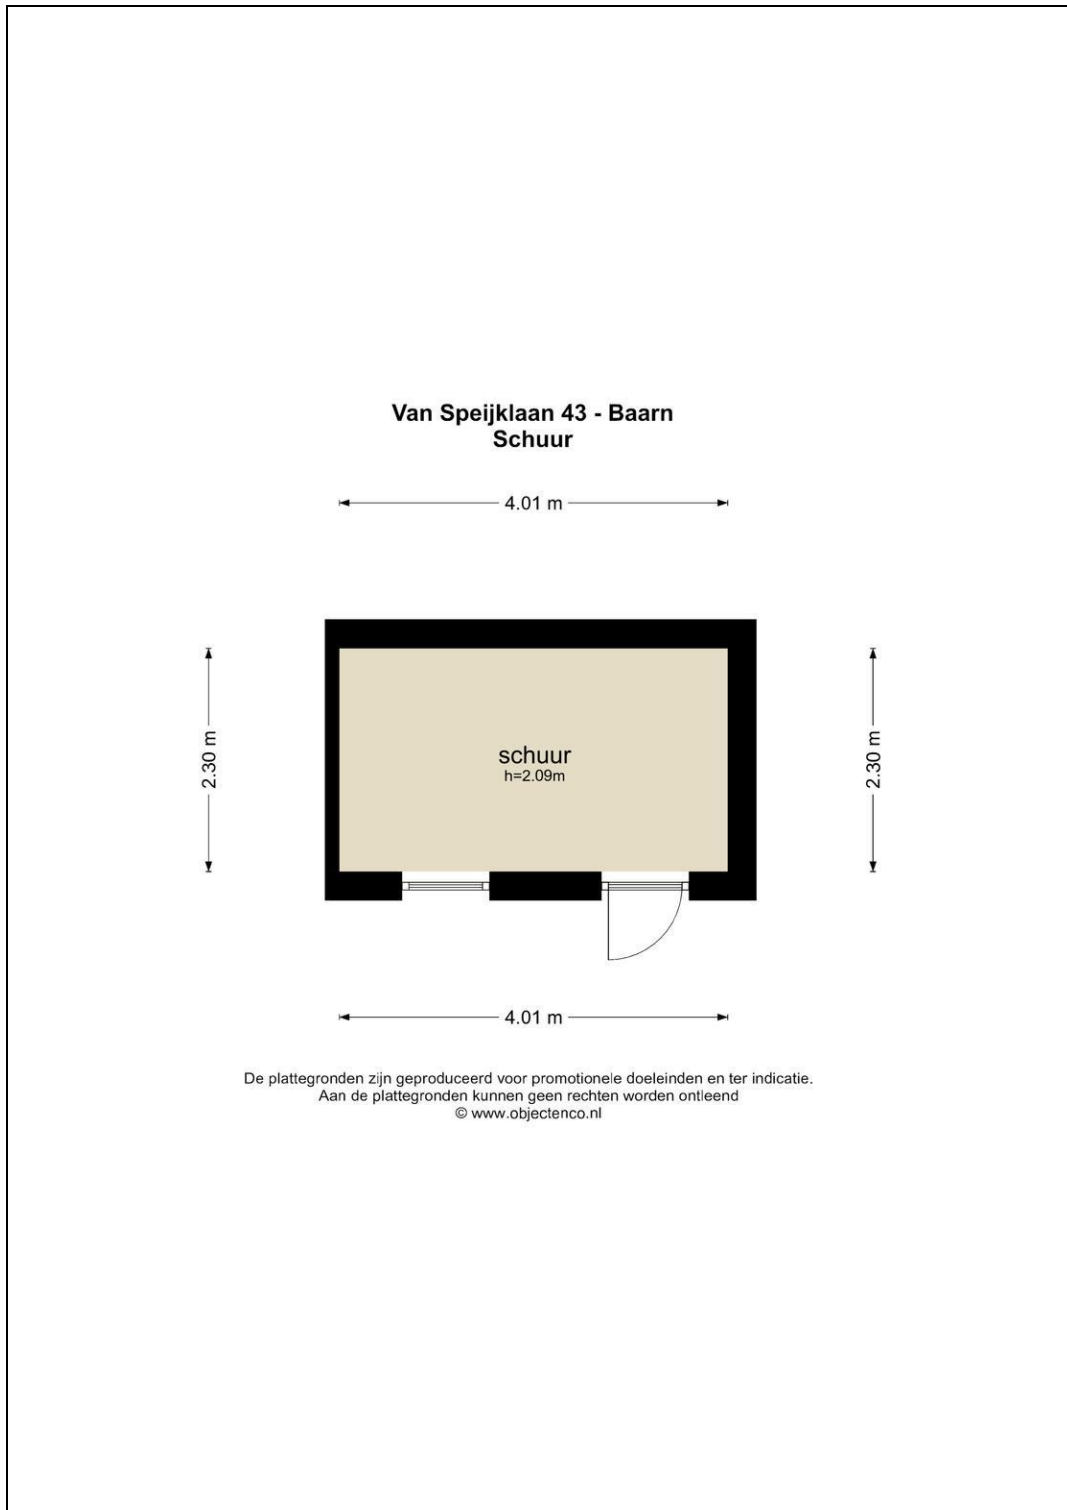 Van Speijklaan 43 - Baarn
Schuur
4.01 m
2.30 m
2.30 m
schuur
h=2.09m
4.01 m
De plattegronden zijn geproduceerd voor promotionele doeleinden en ter indicatie.
Aan de plattegronden kunnen geen rechten worden ontleend
© www.objectenco.nl